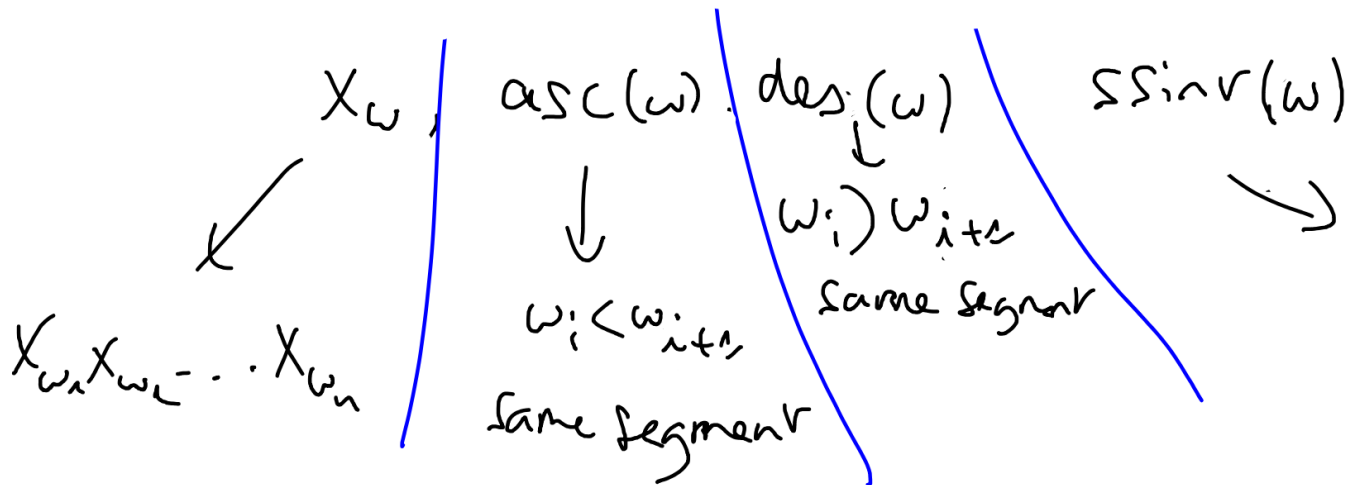 X_w, asc(w). des_i(w) ssinv(w)
w_i > w_{i+1}
same segment
w_i < w_{i+1}
X_{w_1} X_{w_2} - . . . X_{w_n}
same segment